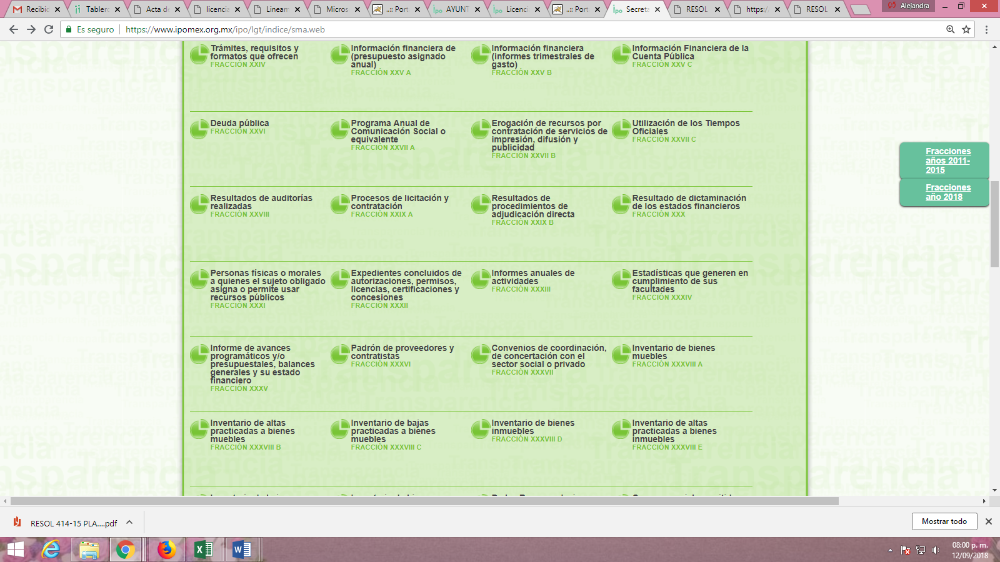 Recibic
Tablerc
Acta de
licencia
Lineam
Micros
..:: Port
AYUNT
Licenci
..:: Port
Secreta
RESOL
https:/
RESOL
Alejandra
Es seguro
https://www.ipomex.org.mx/ipo/lgt/indice/sma.web
Trámites, requisitos y
formatos que ofrecen
FRACCIÓN XXIV
Información financiera de
(presupuesto asignado
anual)
FRACCIÓN XXV A
Información financiera
(informes trimestrales de
gasto)
FRACCIÓN XXV B
Información Financiera de la
Cuenta Pública
FRACCIÓN XXV C
Deuda pública
FRACCIÓN XXVI
Programa Anual de
Comunicación Social o
equivalente
FRACCIÓN XXVII A
Erogación de recursos por
contratación de servicios de
impresión, difusión y
publicidad
FRACCIÓN XXVII B
Utilización de los Tiempos
Oficiales
FRACCIÓN XXVII C
Fracciones
años 2011-
2015
Fracciones
año 2018
Resultados de auditorías
realizadas
FRACCIÓN XXVIII
Procesos de licitación y
contratación
FRACCIÓN XXIX A
Resultados de
procedimientos de
adjudicación directa
FRACCIÓN XXIX B
Resultado de dictaminación
de los estados financieros
FRACCIÓN XXX
Personas físicas o morales
a quienes el sujeto obligado
asigna o permite usar
recursos públicos
FRACCIÓN XXXI
Expedientes concluidos de
autorizaciones, permisos,
licencias, certificaciones y
concesiones
FRACCIÓN XXXII
Informes anuales de
actividades
FRACCIÓN XXXIII
Estadísticas que generen en
cumplimiento de sus
facultades
FRACCIÓN XXXIV
Informe de avances
programáticos y/o
presupuestales, balances
generales y su estado
financiero
FRACCIÓN XXXV
Padrón de proveedores y
contratistas
FRACCIÓN XXXVI
Convenios de coordinación,
de concertación con el
sector social o privado
FRACCIÓN XXXVII
Inventario de bienes
muebles
FRACCIÓN XXXVIII A
Inventario de altas
practicadas a bienes
muebles
FRACCIÓN XXXVIII B
Inventario de bajas
practicadas a bienes
muebles
FRACCIÓN XXXVIII C
Inventario de bienes
inmuebles
FRACCIÓN XXXVIII D
Inventario de altas
practicadas a bienes
inmuebles
FRACCIÓN XXXVIII E
RESOL 414-15 PLA....pdf
Mostrar todo
08:00 p. m.
12/09/2018